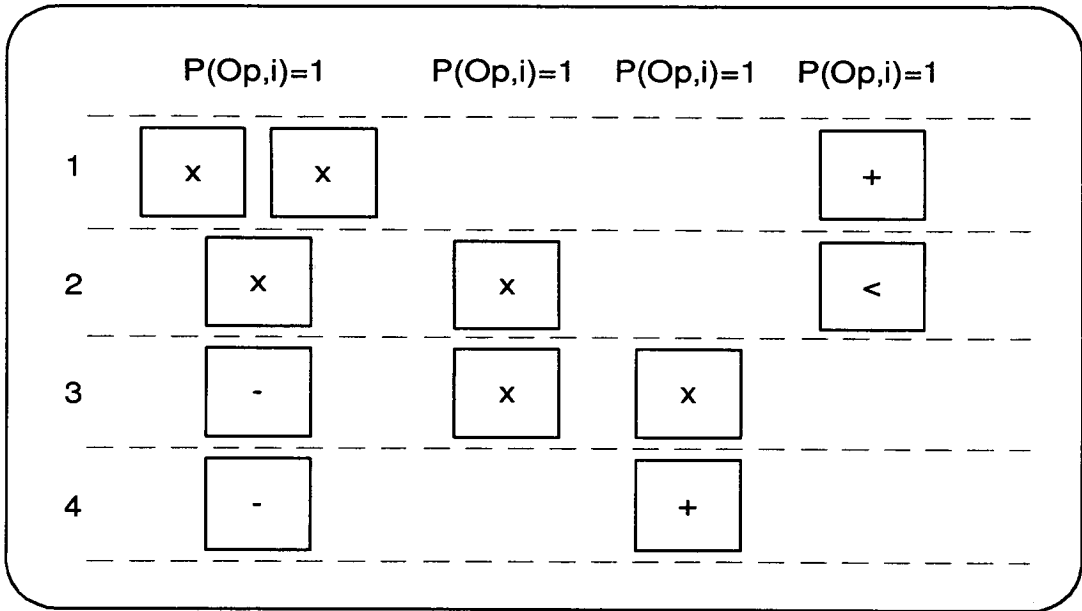 P(Op,i)=1 P(Op,i)=1 P(Op,i)=1 P(Op,i)=1
1 x x +
2 x x <
3 - x x
4 - +